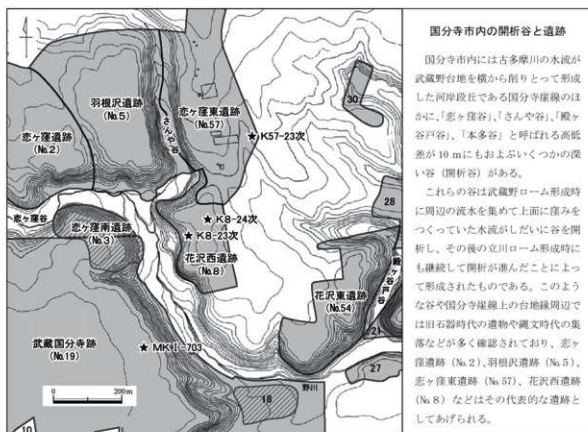 国分寺市内の開析谷と遺跡
国分寺市内には古多摩川の水流が
武蔵野台地を横から削りとって形
成した河岸段丘である国分寺崖線の
ほかに、「恋ヶ窪谷」、「さんや谷」、「殿ヶ
谷戸谷」、「本多谷」と呼ばれる高低
差が 10 mにもおよぶいくつかの深
い谷（開析谷）がある。
これらの谷は武蔵野ローム形成時
に周辺の流水を集めて上面に窪みを
つくっていた水流がしだいに谷を開
析し、その後の立川ローム形成時に
も継続して開析が進んだことによっ
て形成されたものである。このよう
な谷や国分寺崖線上の台地縁周辺で
は旧石器時代の遺物や縄文時代の集
落などが多く確認されており、恋ヶ
窪遺跡（No.2）、羽根沢遺跡（No.5）、
恋ヶ窪東遺跡（No.57）、花沢西遺跡
（No.8）などはその代表的な遺跡と
してあげられる。
羽根沢遺跡
(No.5)
恋ヶ窪東遺跡
(No.57)
さんや谷
恋ヶ窪遺跡
(No.2)
K57-23次
30
恋ヶ窪谷
恋ヶ窪南遺跡
(No.3)
K8-24次
K8-23次
花沢西遺跡
(No.8)
28
花沢東遺跡
(No.54)
殿ヶ谷戸谷
21
武蔵国分寺跡
(No.19)
MKⅠ-703
27
野川
18
0
200m
10